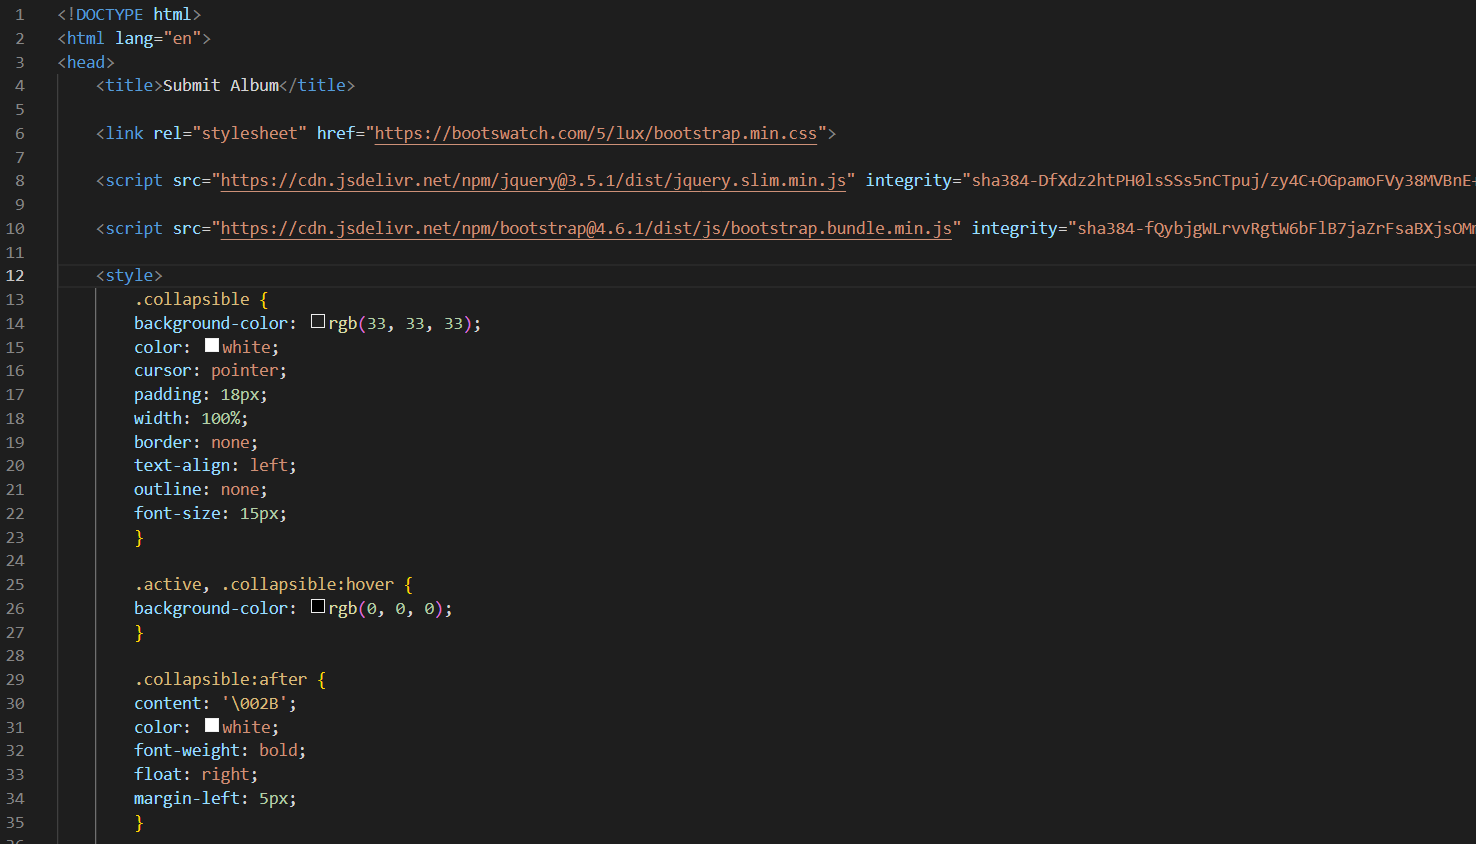 1 <!DOCTYPE html>
2 <html lang="en">
3 <head>
4 <title>Submit Album</title>
5
6 <link rel="stylesheet" href="https://bootswatch.com/5/lux/bootstrap.min.css">
7
8 <script src="https://cdn.jsdelivr.net/npm/jquery@3.5.1/dist/jquery.slim.min.js" integrity="sha384-DfXdz2htPH0lsSSs5nCTpuj/zy4C+OGpamoFVy38MVBnE+
9
10 <script src="https://cdn.jsdelivr.net/npm/bootstrap@4.6.1/dist/js/bootstrap.bundle.min.js" integrity="sha384-fQybjgWLrvvRgtW6bFlB7jaZrFsaBXjsOMm
11
12 <style>
13 .collapsible {
14 background-color: rgb(33, 33, 33);
15 color: white;
16 cursor: pointer;
17 padding: 18px;
18 width: 100%;
19 border: none;
20 text-align: left;
21 outline: none;
22 font-size: 15px;
23 }
24
25 .active, .collapsible:hover {
26 background-color: rgb(0, 0, 0);
27 }
28
29 .collapsible:after {
30 content: '\002B';
31 color: white;
32 font-weight: bold;
33 float: right;
34 margin-left: 5px;
35 }